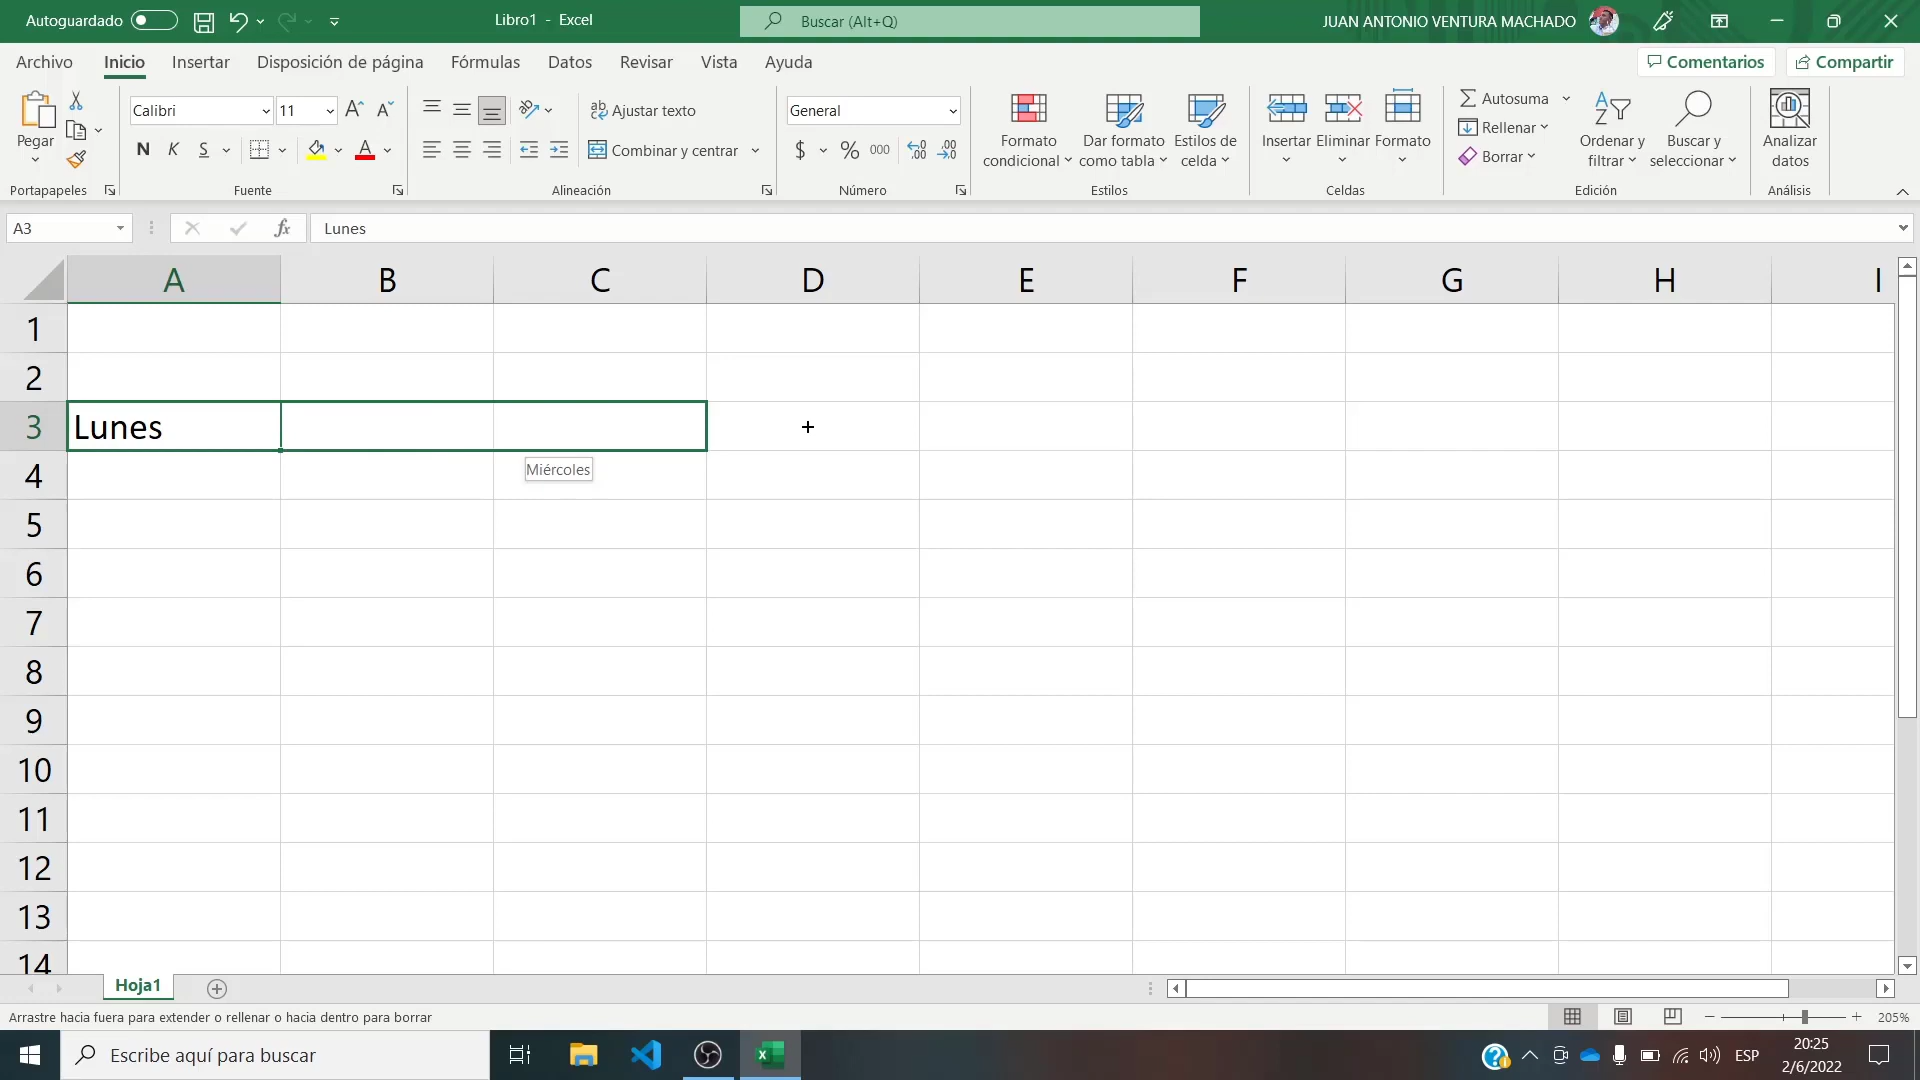 Autoguardado
Libro1 - Excel
Buscar (Alt+Q)
JUAN ANTONIO VENTURA MACHADO
Archivo Inicio Insertar Disposición de página Fórmulas Datos Revisar Vista Ayuda
Comentarios Compartir
Pegar
Calibri 11
N K S A
Ajustar texto
Combinar y centrar
General
$ % 000
Formato condicional
Dar formato como tabla
Estilos de celda
Insertar Eliminar Formato
Autosuma
Rellenar
Borrar
Ordenar y filtrar
Buscar y seleccionar
Analizar datos
Portapapeles Fuente Alineación Número Estilos Celdas Edición Análisis
A3 fx Lunes
A B C D E F G H I
1
2
3 Lunes
Miércoles
4
5
6
7
8
9
10
11
12
13
14
Hoja1
Arrastre hacia fuera para extender o rellenar o hacia dentro para borrar
205%
Escribe aquí para buscar
ESP
20:25
2/6/2022